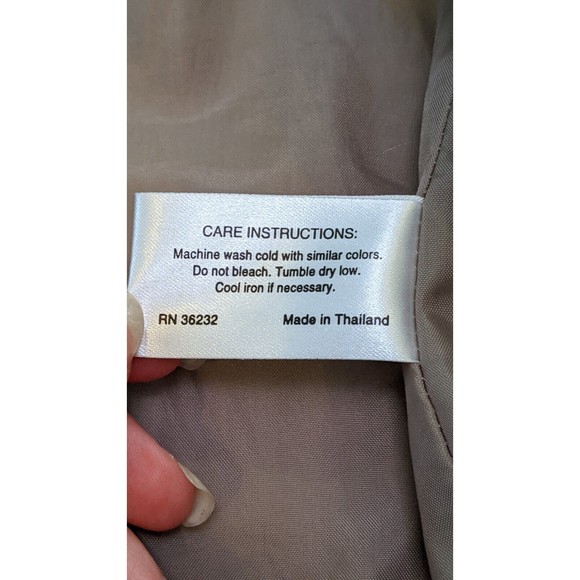 CARE INSTRUCTIONS:
Machine wash cold with similar colors.
Do not bleach. Tumble dry low.
Cool iron if necessary.
RN 36232 Made in Thailand